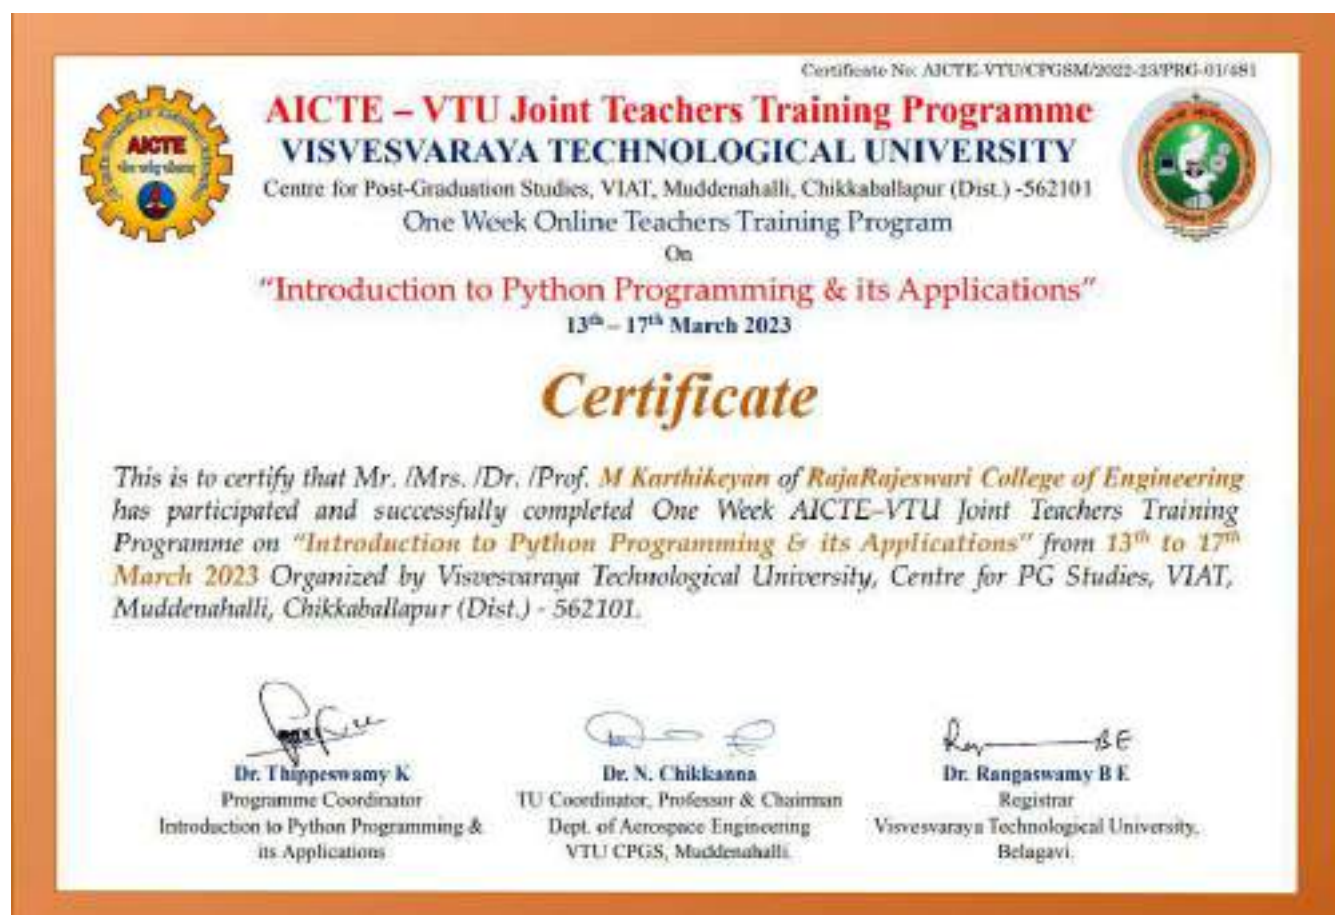 Certificate No: AICTE-VTU/CPGSM/2022-23/PRG-01/481
AICTE – VTU Joint Teachers Training Programme
VISVESVARAYA TECHNOLOGICAL UNIVERSITY
Centre for Post-Graduation Studies, VIAT, Muddenahalli, Chikkaballapur (Dist.) -562101
One Week Online Teachers Training Program
On
"Introduction to Python Programming & its Applications"
13th – 17th March 2023
AICTE
Certificate
This is to certify that Mr. /Mrs. /Dr. /Prof. M Karthikeyan of RajaRajeswari College of Engineering
has participated and successfully completed One Week AICTE–VTU Joint Teachers Training
Programme on "Introduction to Python Programming & its Applications" from 13th to 17th
March 2023 Organized by Visvesvaraya Technological University, Centre for PG Studies, VIAT,
Muddenahalli, Chikkaballapur (Dist.) - 562101.
Dr. Thippeswamy K
Programme Coordinator
Introduction to Python Programming &
its Applications
Dr. N. Chikkanna
TU Coordinator, Professor & Chairman
Dept. of Aerospace Engineering
VTU CPGS, Muddenahalli.
BE
Dr. Rangaswamy B E
Registrar
Visvesvaraya Technological University,
Belagavi.